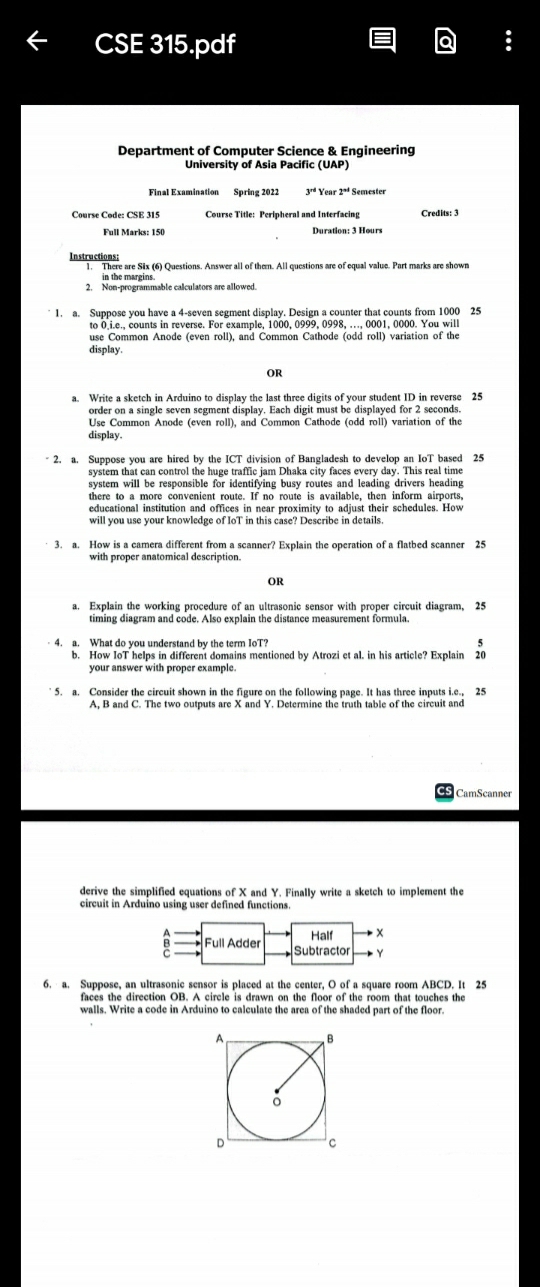 CSE 315.pdf
Department of Computer Science & Engineering
University of Asia Pacific (UAP)
Final Examination Spring 2022 3rd Year 2nd Semester
Course Code: CSE 315 Course Title: Peripheral and Interfacing Credits: 3
Full Marks: 150 Duration: 3 Hours
Instructions:
1. There are Six (6) Questions. Answer all of them. All questions are of equal value. Part marks are shown
in the margins.
2. Non-programmable calculators are allowed.
1. a. Suppose you have a 4-seven segment display. Design a counter that counts from 1000 25
to 0,i.e., counts in reverse. For example, 1000, 0999, 0998, ..., 0001, 0000. You will
use Common Anode (even roll), and Common Cathode (odd roll) variation of the
display.
OR
a. Write a sketch in Arduino to display the last three digits of your student ID in reverse 25
order on a single seven segment display. Each digit must be displayed for 2 seconds.
Use Common Anode (even roll), and Common Cathode (odd roll) variation of the
display.
2. a. Suppose you are hired by the ICT division of Bangladesh to develop an IoT based 25
system that can control the huge traffic jam Dhaka city faces every day. This real time
system will be responsible for identifying busy routes and leading drivers heading
there to a more convenient route. If no route is available, then inform airports,
educational institution and offices in near proximity to adjust their schedules. How
will you use your knowledge of IoT in this case? Describe in details.
3. a. How is a camera different from a scanner? Explain the operation of a flatbed scanner 25
with proper anatomical description.
OR
a. Explain the working procedure of an ultrasonic sensor with proper circuit diagram, 25
timing diagram and code. Also explain the distance measurement formula.
4. a. What do you understand by the term IoT? 5
b. How IoT helps in different domains mentioned by Atrozi et al. in his article? Explain 20
your answer with proper example.
5. a. Consider the circuit shown in the figure on the following page. It has three inputs i.e., 25
A, B and C. The two outputs are X and Y. Determine the truth table of the circuit and
CS CamScanner
derive the simplified equations of X and Y. Finally write a sketch to implement the
circuit in Arduino using user defined functions.
A
B
C
Full Adder
Half
Subtractor
X
Y
6. a. Suppose, an ultrasonic sensor is placed at the center, O of a square room ABCD. It 25
faces the direction OB. A circle is drawn on the floor of the room that touches the
walls. Write a code in Arduino to calculate the area of the shaded part of the floor.
A B
O
D C